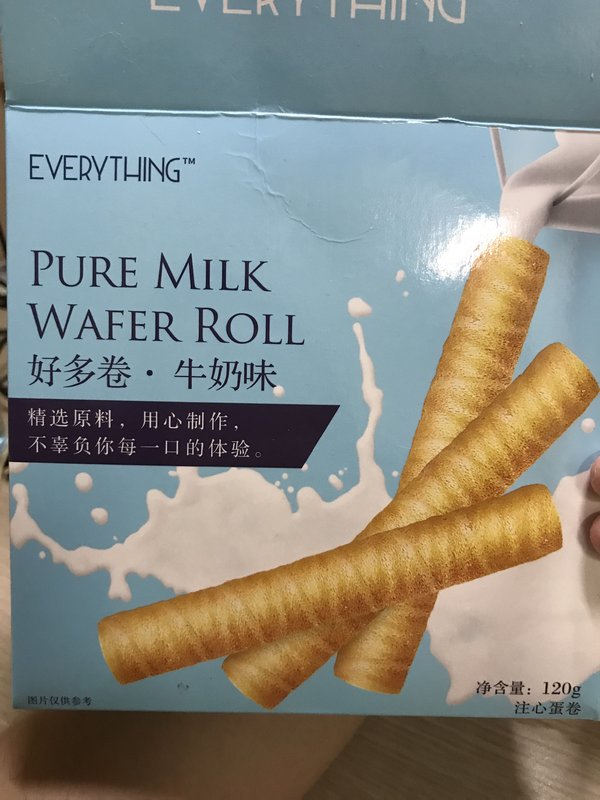 EVERYTHING
EVERYTHING™
PURE MILK
WAFER ROLL
好多卷·牛奶味
精选原料，用心制作，
不辜负你每一口的体验。
净含量：120g
注心蛋卷
图片仅供参考